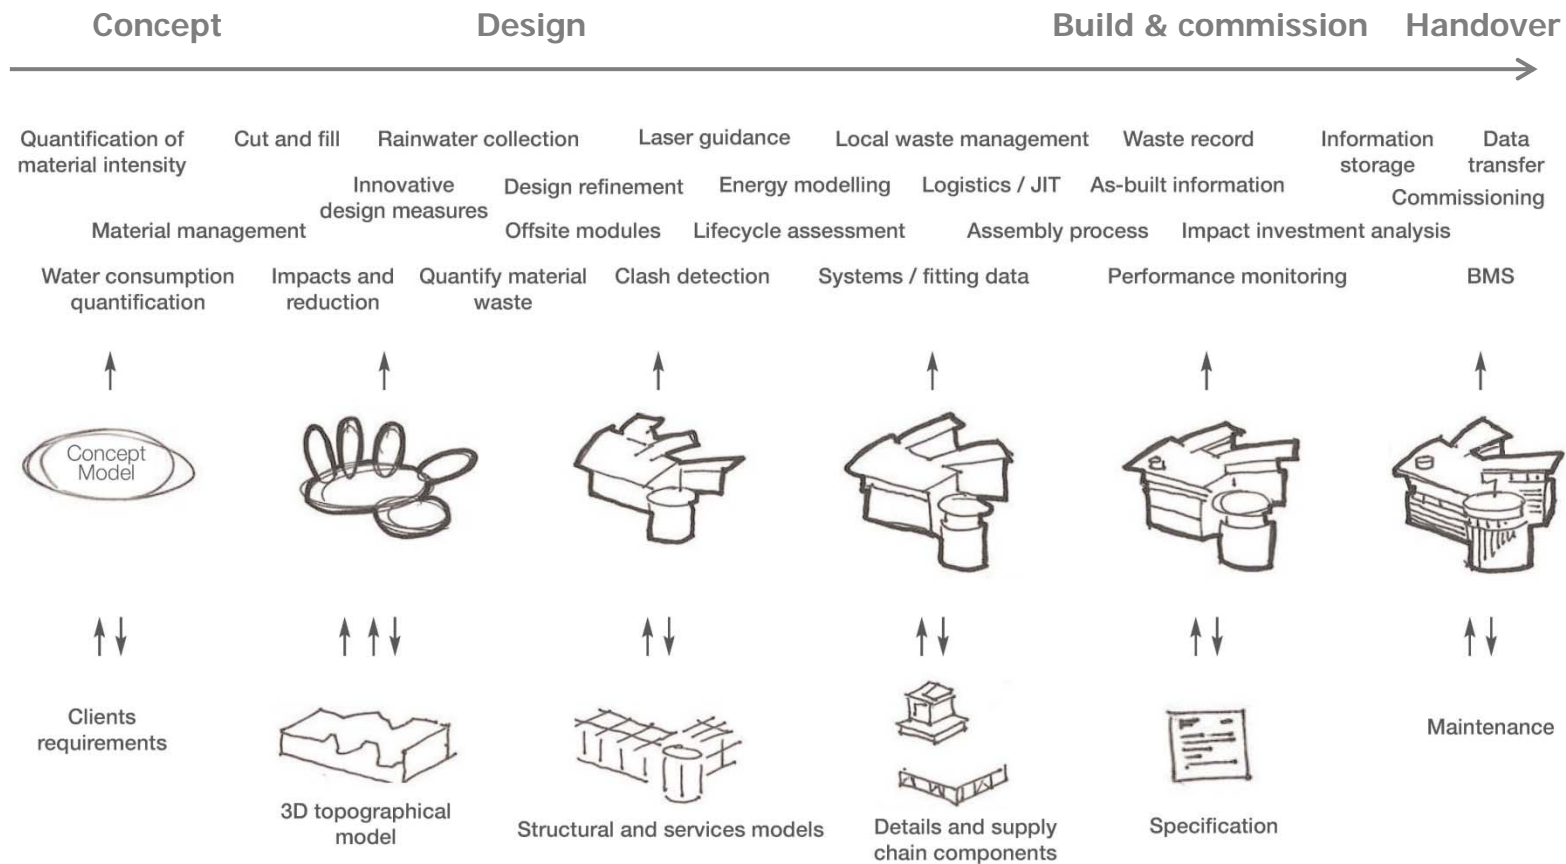 Concept Design Build & commission Handover
Quantification of
material intensity
Cut and fill
Rainwater collection
Laser guidance
Local waste management
Waste record
Information
storage
Data
transfer
Innovative
design measures
Design refinement
Energy modelling
Logistics / JIT
As-built information
Commissioning
Material management
Offsite modules
Lifecycle assessment
Assembly process
Impact investment analysis
Water consumption
quantification
Impacts and
reduction
Quantify material
waste
Clash detection
Systems / fitting data
Performance monitoring
BMS
Concept
Model
Clients
requirements
3D topographical
model
Structural and services models
Details and supply
chain components
Specification
Maintenance